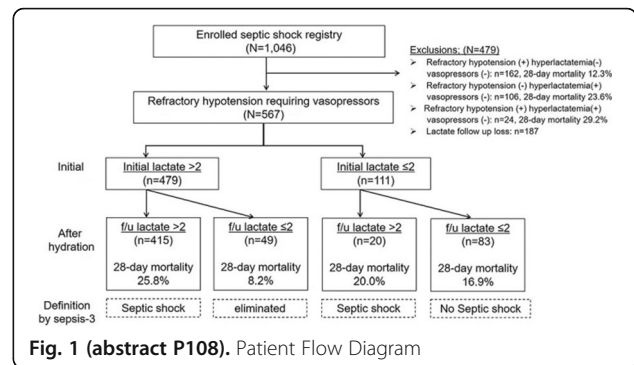 Enrolled septic shock registry
(N=1,046)
Exclusions; (N=479)
➢ Refractory hypotension (+) hyperlactatemia(-)
vasopressors (-): n=162, 28-day mortality 12.3%
➢ Refractory hypotension (-) hyperlactatemia(+)
vasopressors (-): n=106, 28-day mortality 23.6%
➢ Refractory hypotension (+) hyperlactatemia(+)
vasopressors (-): n=24, 28-day mortality 29.2%
➢ Lactate follow up loss: n=187
Refractory hypotension requiring vasopressors
(N=567)
Initial
Initial lactate >2
(n=479)
Initial lactate ≤2
(n=111)
After
hydration
f/u lactate >2
(n=415)
28-day mortality
25.8%
f/u lactate ≤2
(n=49)
28-day mortality
8.2%
f/u lactate >2
(n=20)
28-day mortality
20.0%
f/u lactate ≤2
(n=83)
28-day mortality
16.9%
Definition
by sepsis-3
Septic shock
eliminated
Septic shock
No Septic shock
Fig. 1 (abstract P108). Patient Flow Diagram